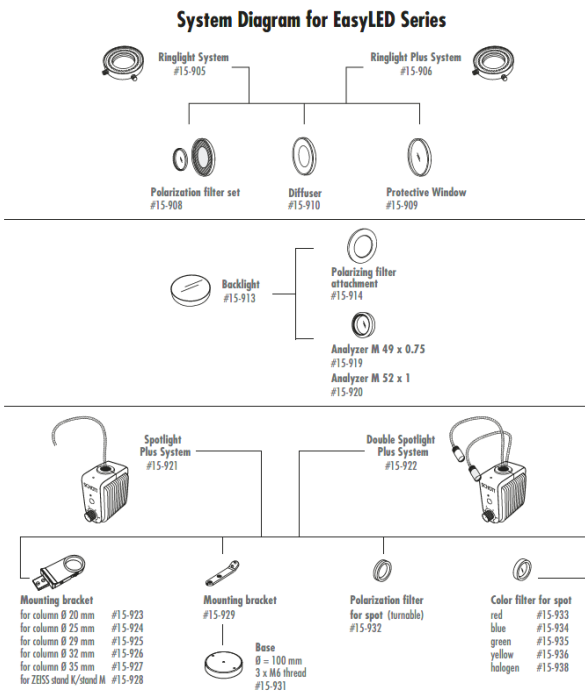 System Diagram for EasyLED Series
Ringlight System
#15-905
Ringlight Plus System
#15-906
Polarization filter set
#15-908
Diffuser
#15-910
Protective Window
#15-909
Backlight
#15-913
Polarizing filter
attachment
#15-914
Analyzer M 49 x 0.75
#15-919
Analyzer M 52 x 1
#15-920
Spotlight
Plus System
#15-921
Double Spotlight
Plus System
#15-922
SCHOTT
SCHOTT
Mounting bracket
for column Ø 20 mm #15-923
for column Ø 25 mm #15-924
for column Ø 29 mm #15-925
for column Ø 32 mm #15-926
for column Ø 35 mm #15-927
for ZEISS stand K/stand M #15-928
Mounting bracket
#15-929
Base
Ø = 100 mm
3 x M6 thread
#15-931
Polarization filter
for spot (turnable)
#15-932
Color filter for spot
red #15-933
blue #15-934
green #15-935
yellow #15-936
halogen #15-938